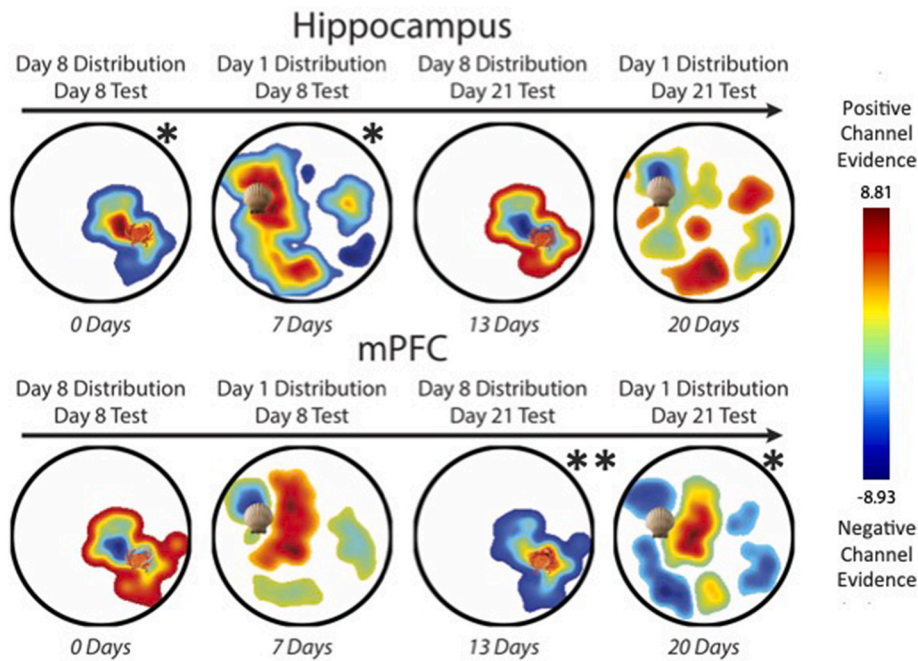 Hippocampus
Day 8 Distribution
Day 8 Test
Day 1 Distribution
Day 8 Test
Day 8 Distribution
Day 21 Test
Day 1 Distribution
Day 21 Test
*
*
0 Days
7 Days
13 Days
20 Days
mPFC
Day 8 Distribution
Day 8 Test
Day 1 Distribution
Day 8 Test
Day 8 Distribution
Day 21 Test
Day 1 Distribution
Day 21 Test
* *
*
0 Days
7 Days
13 Days
20 Days
Positive
Channel
Evidence
8.81
-8.93
Negative
Channel
Evidence